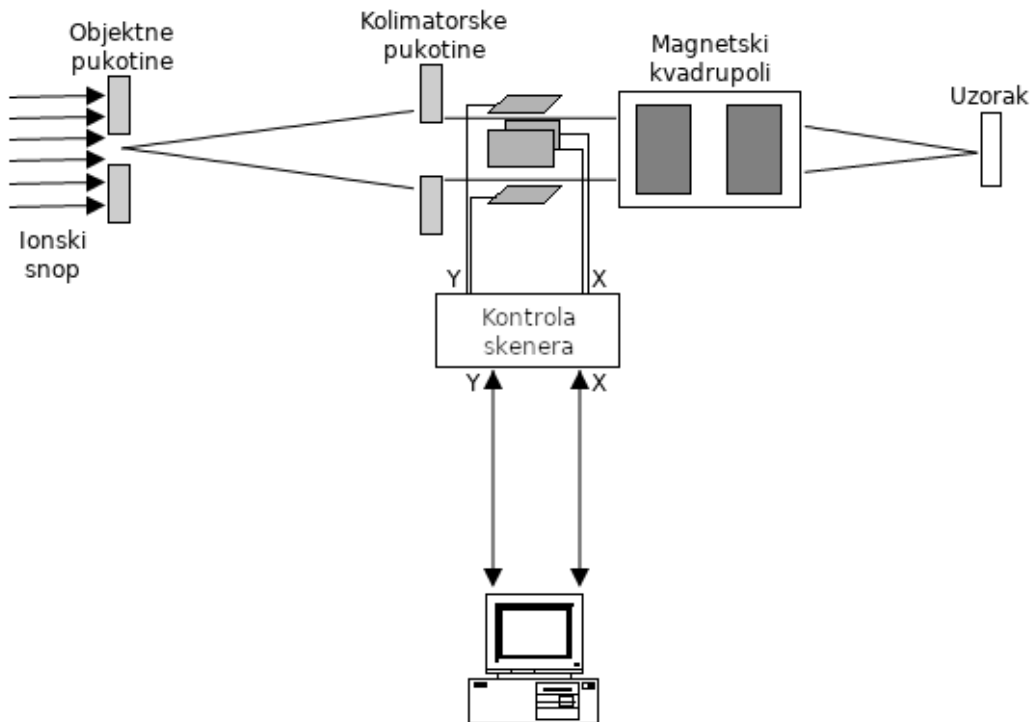 Objektne
pukotine
Kolimatorske
pukotine
Magnetski
kvadrupoli
Uzorak
Ionski
snop
Y
X
Kontrola
skenera
Y
X